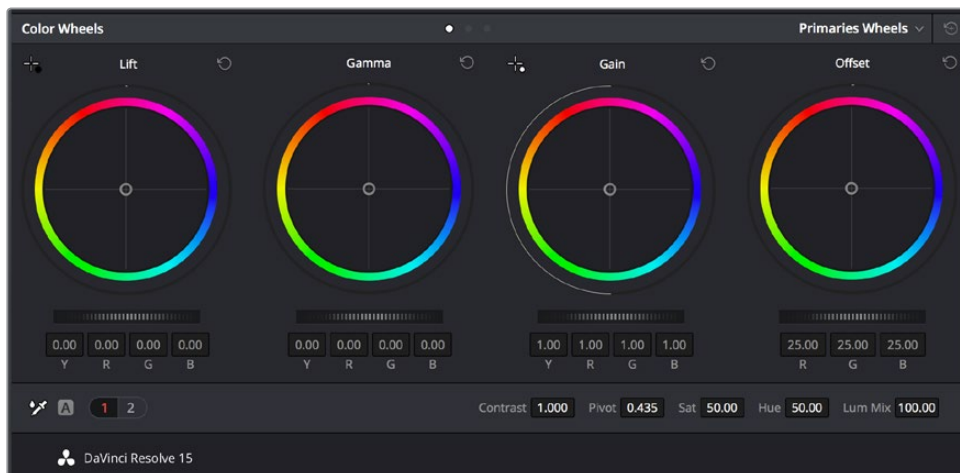 Color Wheels Primaries Wheels
Lift Gamma Gain Offset
0.00 0.00 0.00 0.00 0.00 0.00 0.00 0.00 1.00 1.00 1.00 1.00 25.00 25.00 25.00
Y R G B Y R G B Y R G B R G B
A 1 2 Contrast 1.000 Pivot 0.435 Sat 50.00 Hue 50.00 Lum Mix 100.00
DaVinci Resolve 15